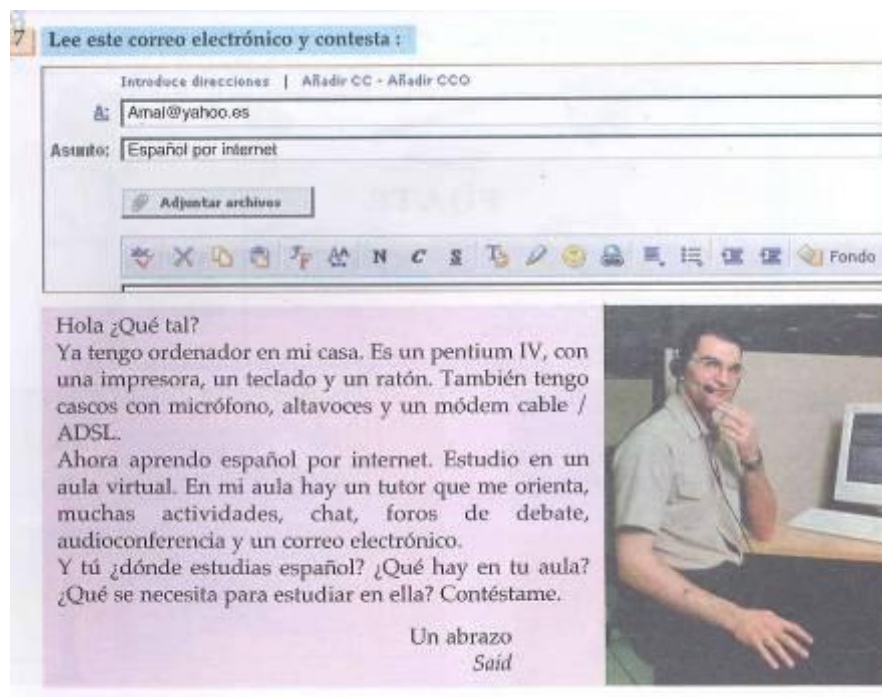 7 Lee este correo electrónico y contesta :
Introduce direcciones | Añadir CC - Añadir CCO
A: Amal@yahoo.es
Asunto: Español por internet
Adjuntar archivos
N C S Fondo
Hola ¿Qué tal?
Ya tengo ordenador en mi casa. Es un pentium IV, con
una impresora, un teclado y un ratón. También tengo
cascos con micrófono, altavoces y un módem cable /
ADSL.
Ahora aprendo español por internet. Estudio en un
aula virtual. En mi aula hay un tutor que me orienta,
muchas actividades, chat, foros de debate,
audioconferencia y un correo electrónico.
Y tú ¿dónde estudias español? ¿Qué hay en tu aula?
¿Qué se necesita para estudiar en ella? Contéstame.
Un abrazo
Said